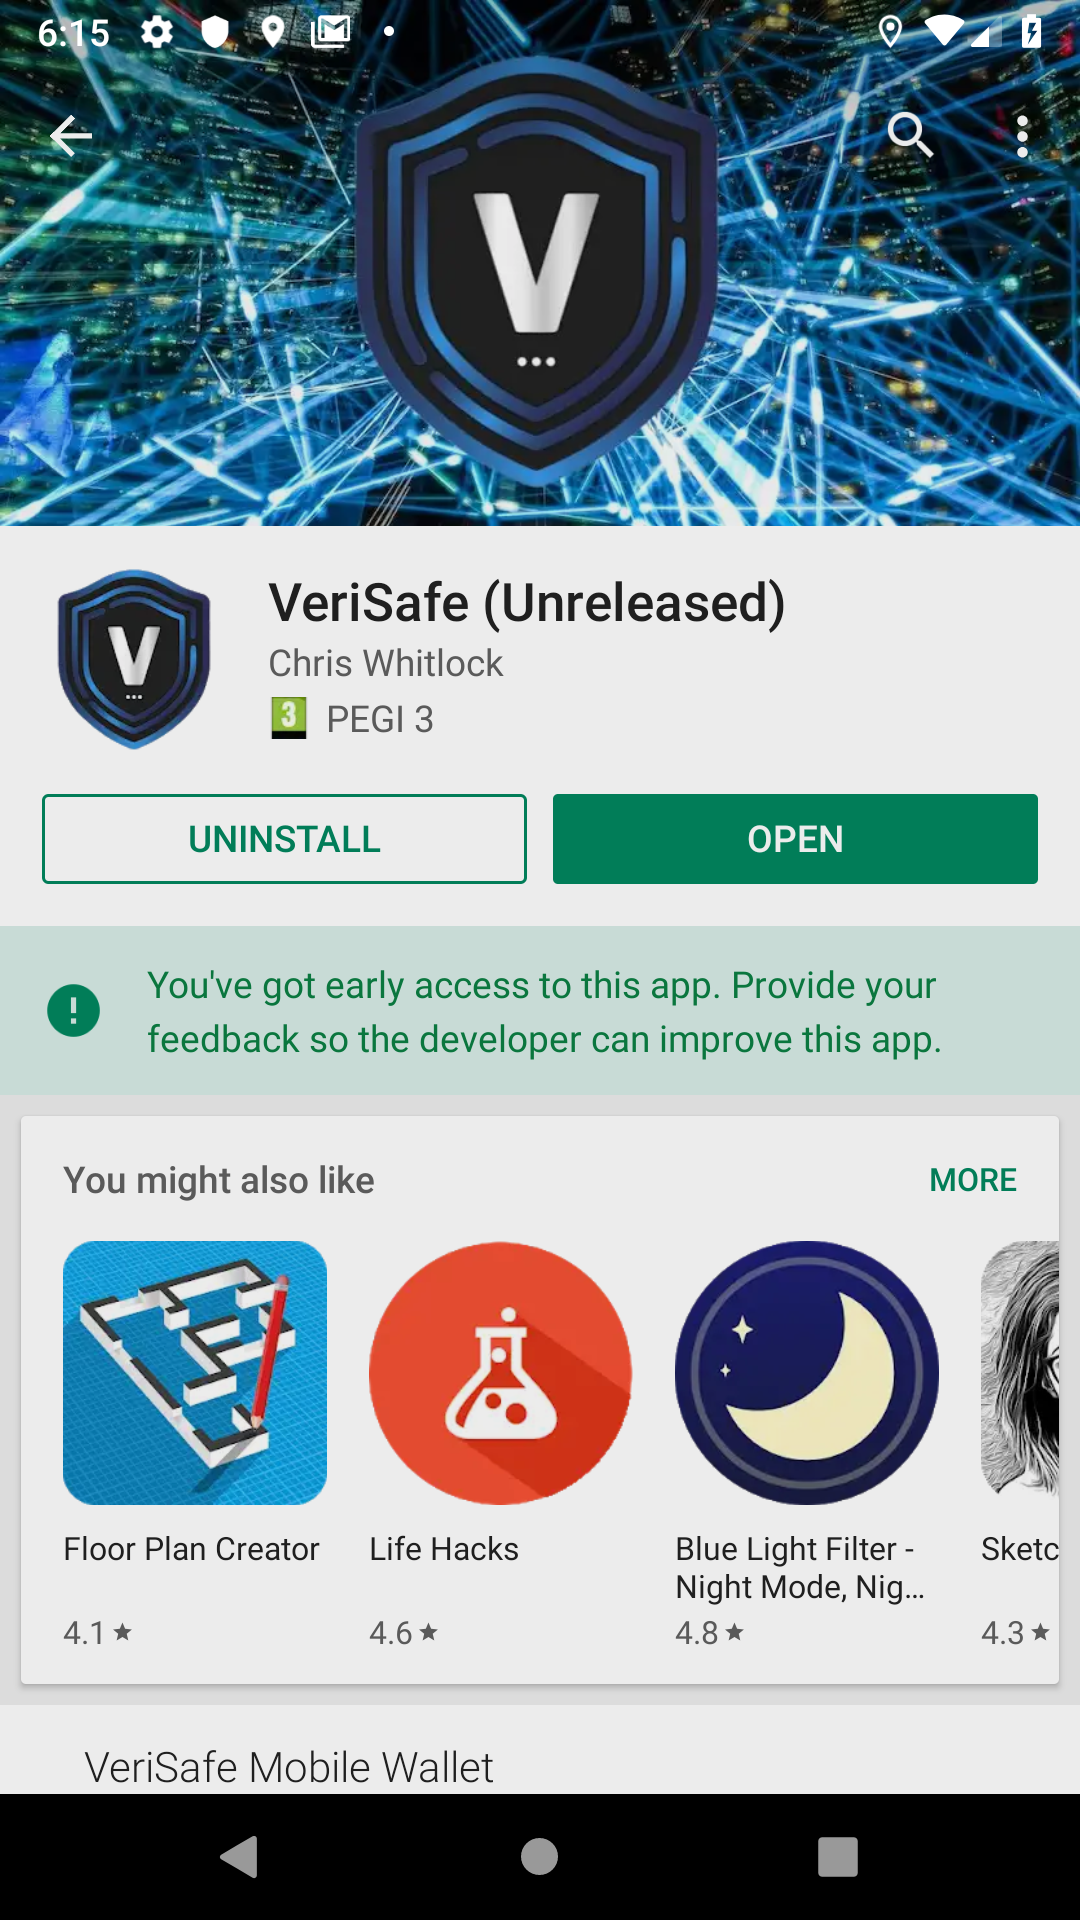 6:15
V
V
VeriSafe (Unreleased)
Chris Whitlock
3 PEGI 3
UNINSTALL
OPEN
You've got early access to this app. Provide your
feedback so the developer can improve this app.
You might also like
MORE
Floor Plan Creator
Life Hacks
Blue Light Filter -
Night Mode, Nig...
Sketc
4.1
4.6
4.8
4.3
VeriSafe Mobile Wallet